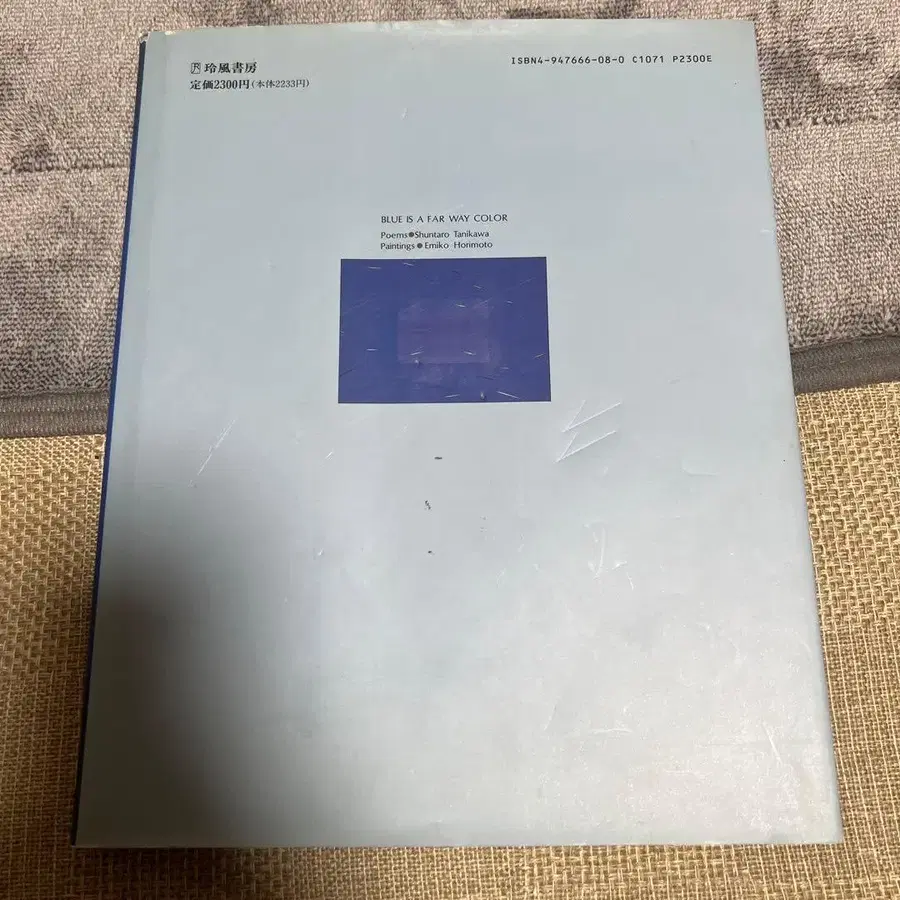 玲風書房
定価2300円(本体2233円)
ISBN4-947666-08-0 C1071 P2300E
BLUE IS A FAR WAY COLOR
Poems●Shuntaro Tanikawa
Paintings●Emiko Horimoto